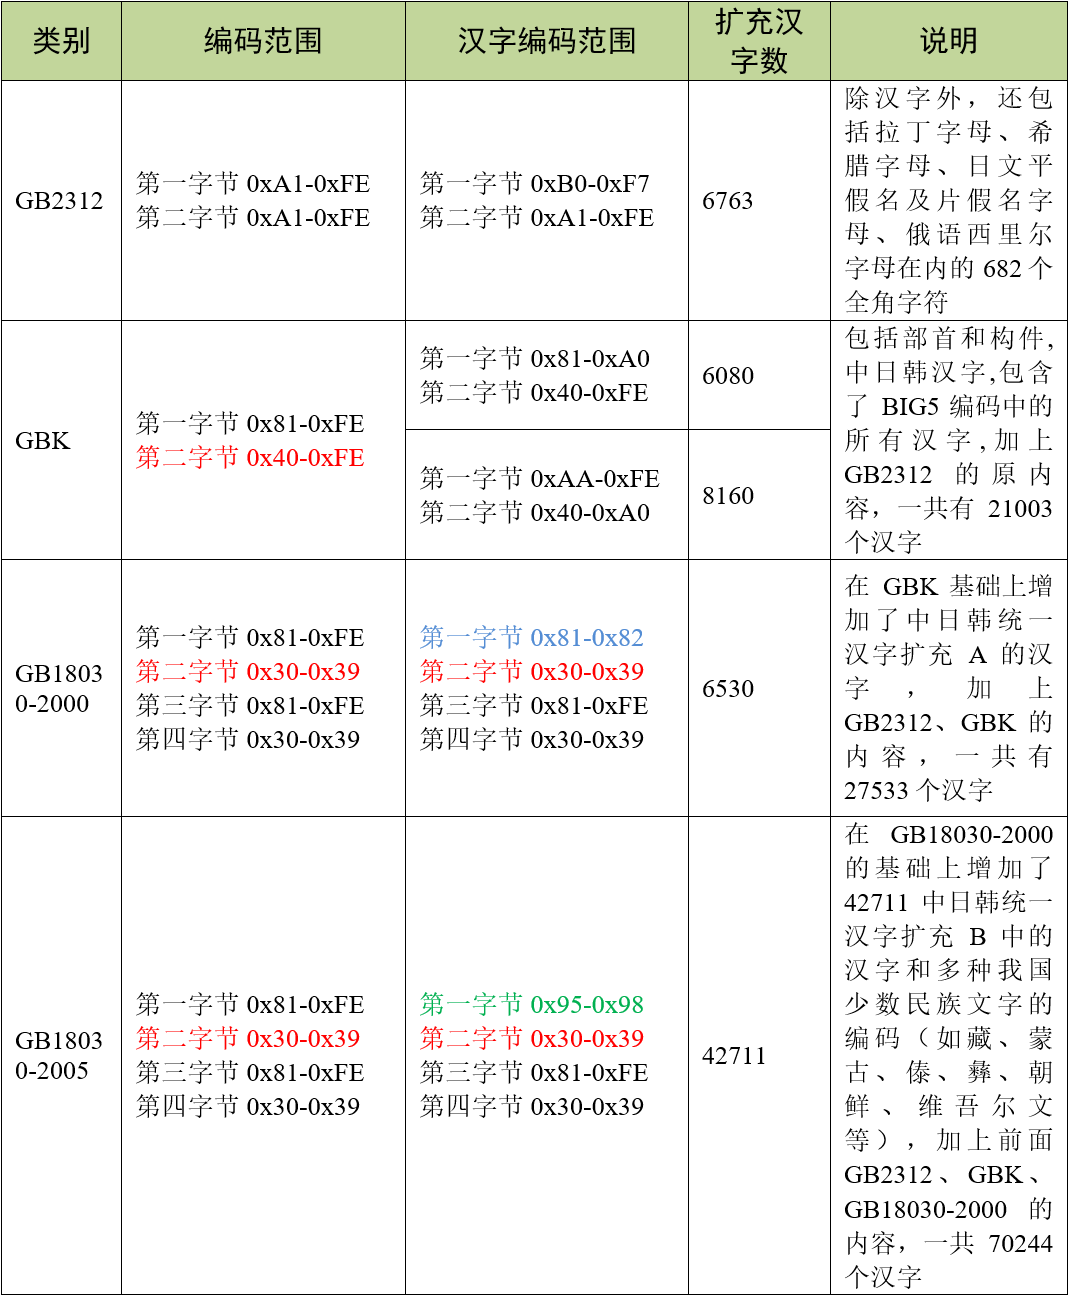 类别
编码范围
汉字编码范围
扩充汉
字数
说明
GB2312
第一字节 0xA1-0xFE
第二字节 0xA1-0xFE
第一字节 0xB0-0xF7
第二字节 0xA1-0xFE
6763
除汉字外，还包
括拉丁字母、希
腊字母、日文平
假名及片假名字
母、俄语西里尔
字母在内的 682 个
全角字符
GBK
第一字节 0x81-0xFE
第二字节 0x40-0xFE
第一字节 0x81-0xA0
第二字节 0x40-0xFE
6080
第一字节 0xAA-0xFE
第二字节 0x40-0xA0
8160
包括部首和构件,
中日韩汉字,包含
了 BIG5 编码中的
所有汉字,加上
GB2312 的原内
容，一共有 21003
个汉字
GB1803
0-2000
第一字节 0x81-0xFE
第二字节 0x30-0x39
第三字节 0x81-0xFE
第四字节 0x30-0x39
第一字节 0x81-0x82
第二字节 0x30-0x39
第三字节 0x81-0xFE
第四字节 0x30-0x39
6530
在 GBK 基础上增
加了中日韩统一
汉字扩充 A 的汉
字，加上
GB2312、GBK 的
内容，一共有
27533 个汉字
GB1803
0-2005
第一字节 0x81-0xFE
第二字节 0x30-0x39
第三字节 0x81-0xFE
第四字节 0x30-0x39
第一字节 0x95-0x98
第二字节 0x30-0x39
第三字节 0x81-0xFE
第四字节 0x30-0x39
42711
在 GB18030-2000
的基础上增加了
42711 中日韩统一
汉字扩充 B 中的
汉字和多种我国
少数民族文字的
编码（如藏、蒙
古、傣、彝、朝
鲜、维吾尔文
等），加上前面
GB2312、GBK、
GB18030-2000 的
内容，一共 70244
个汉字